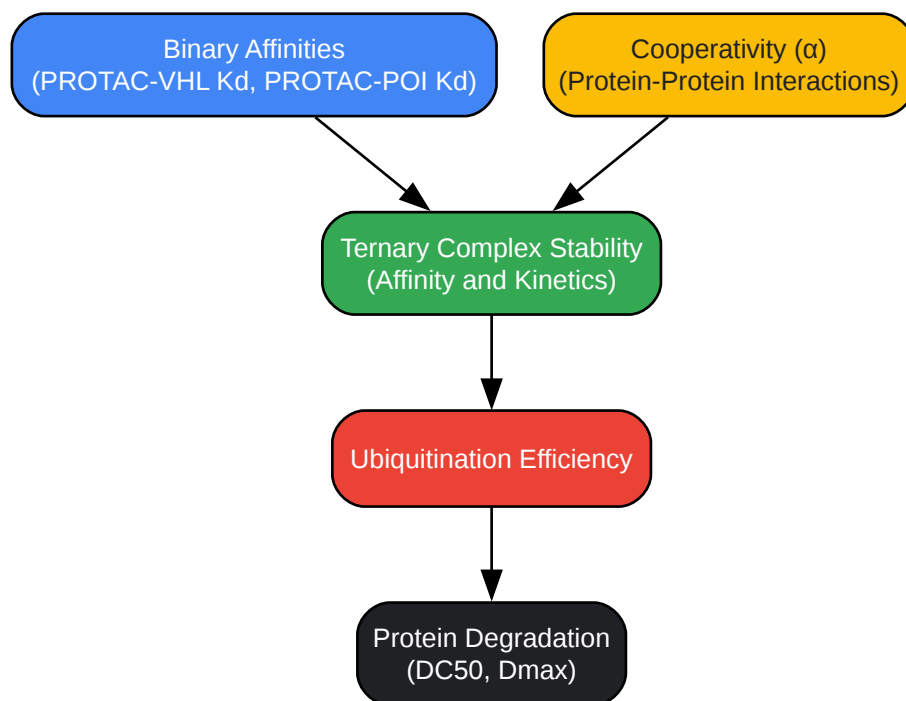 Binary Affinities
(PROTAC-VHL Kd, PROTAC-POI Kd)
Cooperativity (α)
(Protein-Protein Interactions)
Ternary Complex Stability
(Affinity and Kinetics)
Ubiquitination Efficiency
Protein Degradation
(DC50, Dmax)